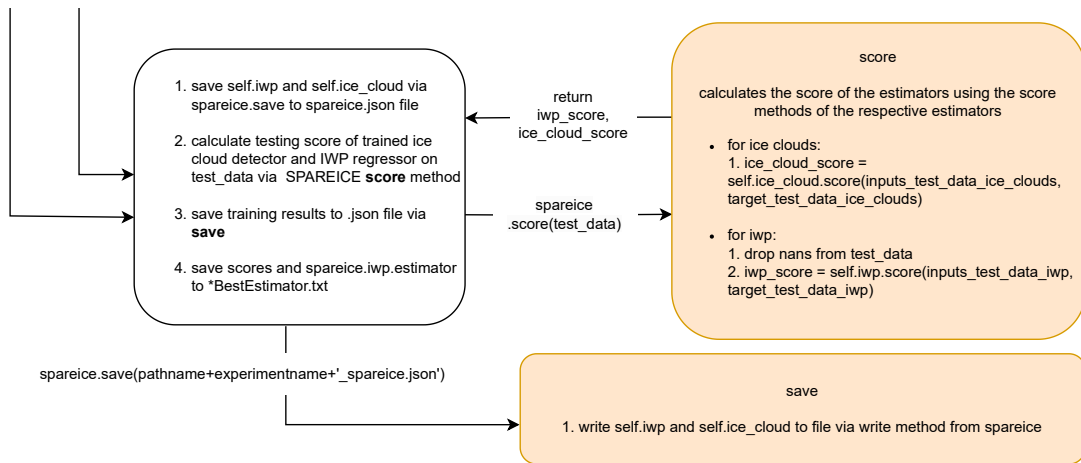 1. save self.iwp and self.ice_cloud via
spareice.save to spareice.json file
2. calculate testing score of trained ice
cloud detector and IWP regressor on
test_data via  SPAREICE score method
3. save training results to .json file via
save
4. save scores and spareice.iwp.estimator
to *BestEstimator.txt
return
iwp_score,
ice_cloud_score
spareice
.score(test_data)
score
calculates the score of the estimators using the score
methods of the respective estimators
• for ice clouds:
1. ice_cloud_score =
self.ice_cloud.score(inputs_test_data_ice_clouds,
target_test_data_ice_clouds)
• for iwp:
1. drop nans from test_data
2. iwp_score = self.iwp.score(inputs_test_data_iwp,
target_test_data_iwp)
spareice.save(pathname+experimentname+'_spareice.json')
save
1. write self.iwp and self.ice_cloud to file via write method from spareice